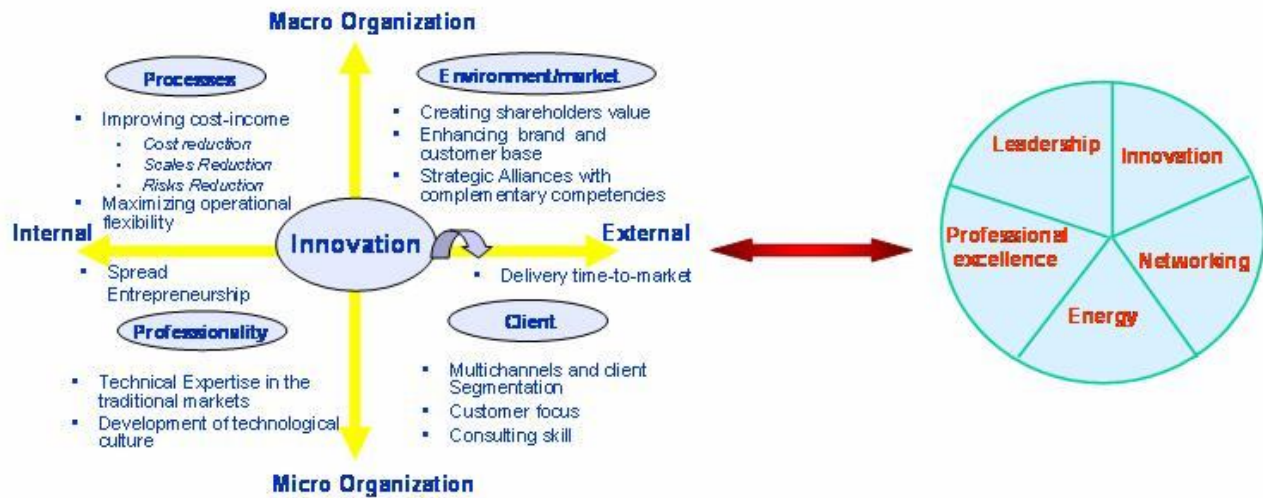 Macro Organization
Processes
Improving cost-income
Cost reduction
Scales Reduction
Risks Reduction
Maximizing operational
flexibility
Environment/market
Creating shareholders value
Enhancing brand and
customer base
Strategic Alliances with
complementary competencies
Internal
Innovation
External
Spread
Entrepreneurship
Delivery time-to-market
Professionality
Technical Expertise in the
traditional markets
Development of technological
culture
Client
Multichannels and client
Segmentation
Customer focus
Consulting skill
Micro Organization
Leadership
Innovation
Professional
excellence
Networking
Energy